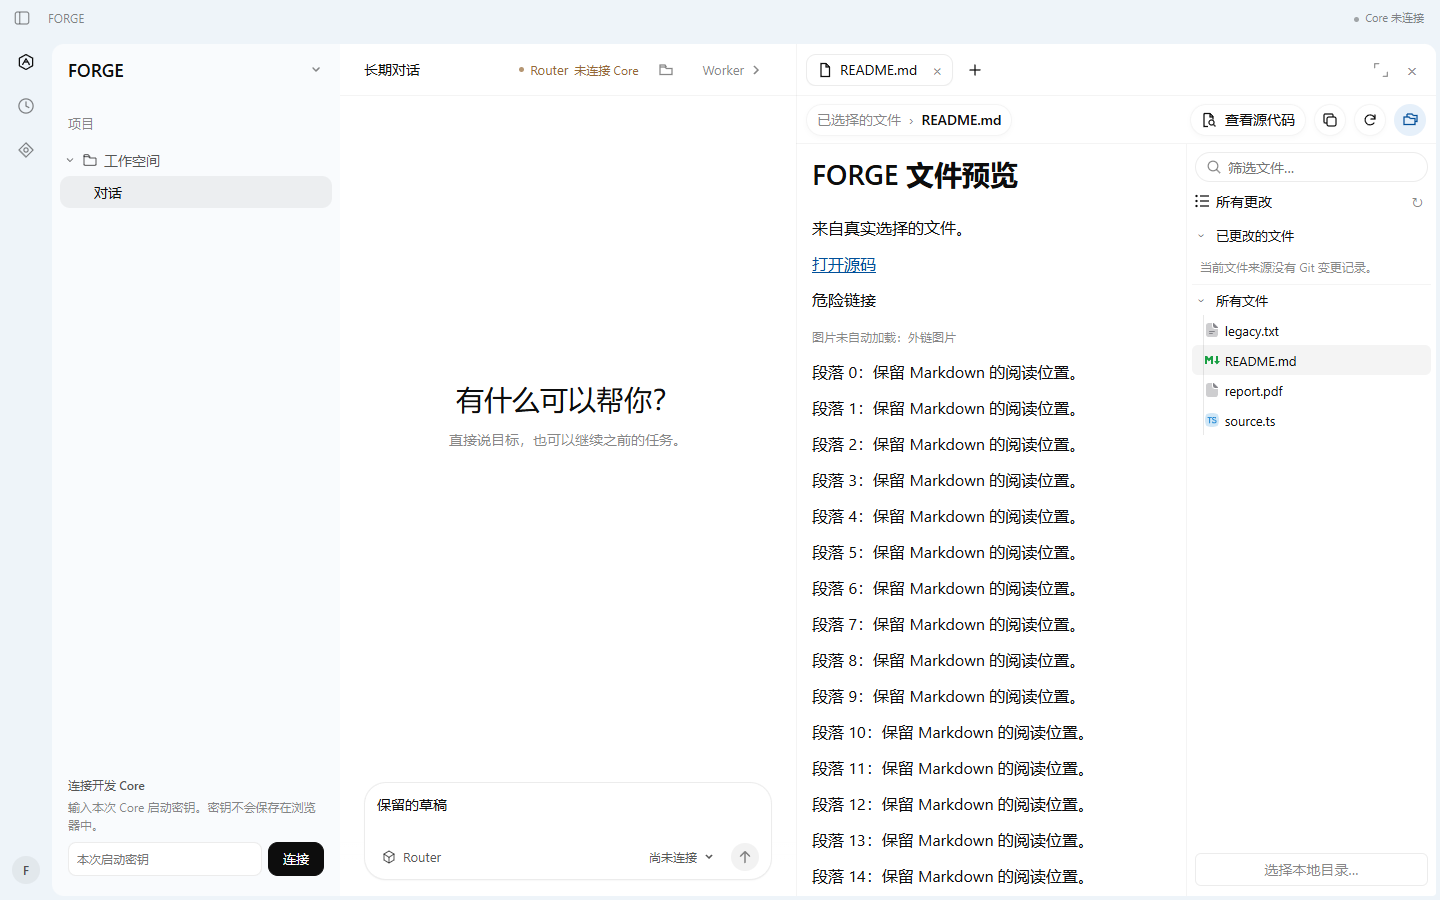 FORGE
Core 未连接
FORGE
项目
工作空间
对话
连接开发 Core
输入本次 Core 启动密钥。密钥不会保存在浏览
器中。
本次启动密钥
连接
F
长期对话
Router 未连接 Core
Worker
有什么可以帮你?
直接说目标，也可以继续之前的任务。
保留的草稿
Router
尚未连接
README.md
已选择的文件 › README.md
查看源代码
FORGE 文件预览
来自真实选择的文件。
打开源码
危险链接
图片未自动加载：外链图片
段落 0：保留 Markdown 的阅读位置。
段落 1：保留 Markdown 的阅读位置。
段落 2：保留 Markdown 的阅读位置。
段落 3：保留 Markdown 的阅读位置。
段落 4：保留 Markdown 的阅读位置。
段落 5：保留 Markdown 的阅读位置。
段落 6：保留 Markdown 的阅读位置。
段落 7：保留 Markdown 的阅读位置。
段落 8：保留 Markdown 的阅读位置。
段落 9：保留 Markdown 的阅读位置。
段落 10：保留 Markdown 的阅读位置。
段落 11：保留 Markdown 的阅读位置。
段落 12：保留 Markdown 的阅读位置。
段落 13：保留 Markdown 的阅读位置。
段落 14：保留 Markdown 的阅读位置。
筛选文件...
所有更改
已更改的文件
当前文件来源没有 Git 变更记录。
所有文件
legacy.txt
M↓ README.md
report.pdf
TS source.ts
选择本地目录...